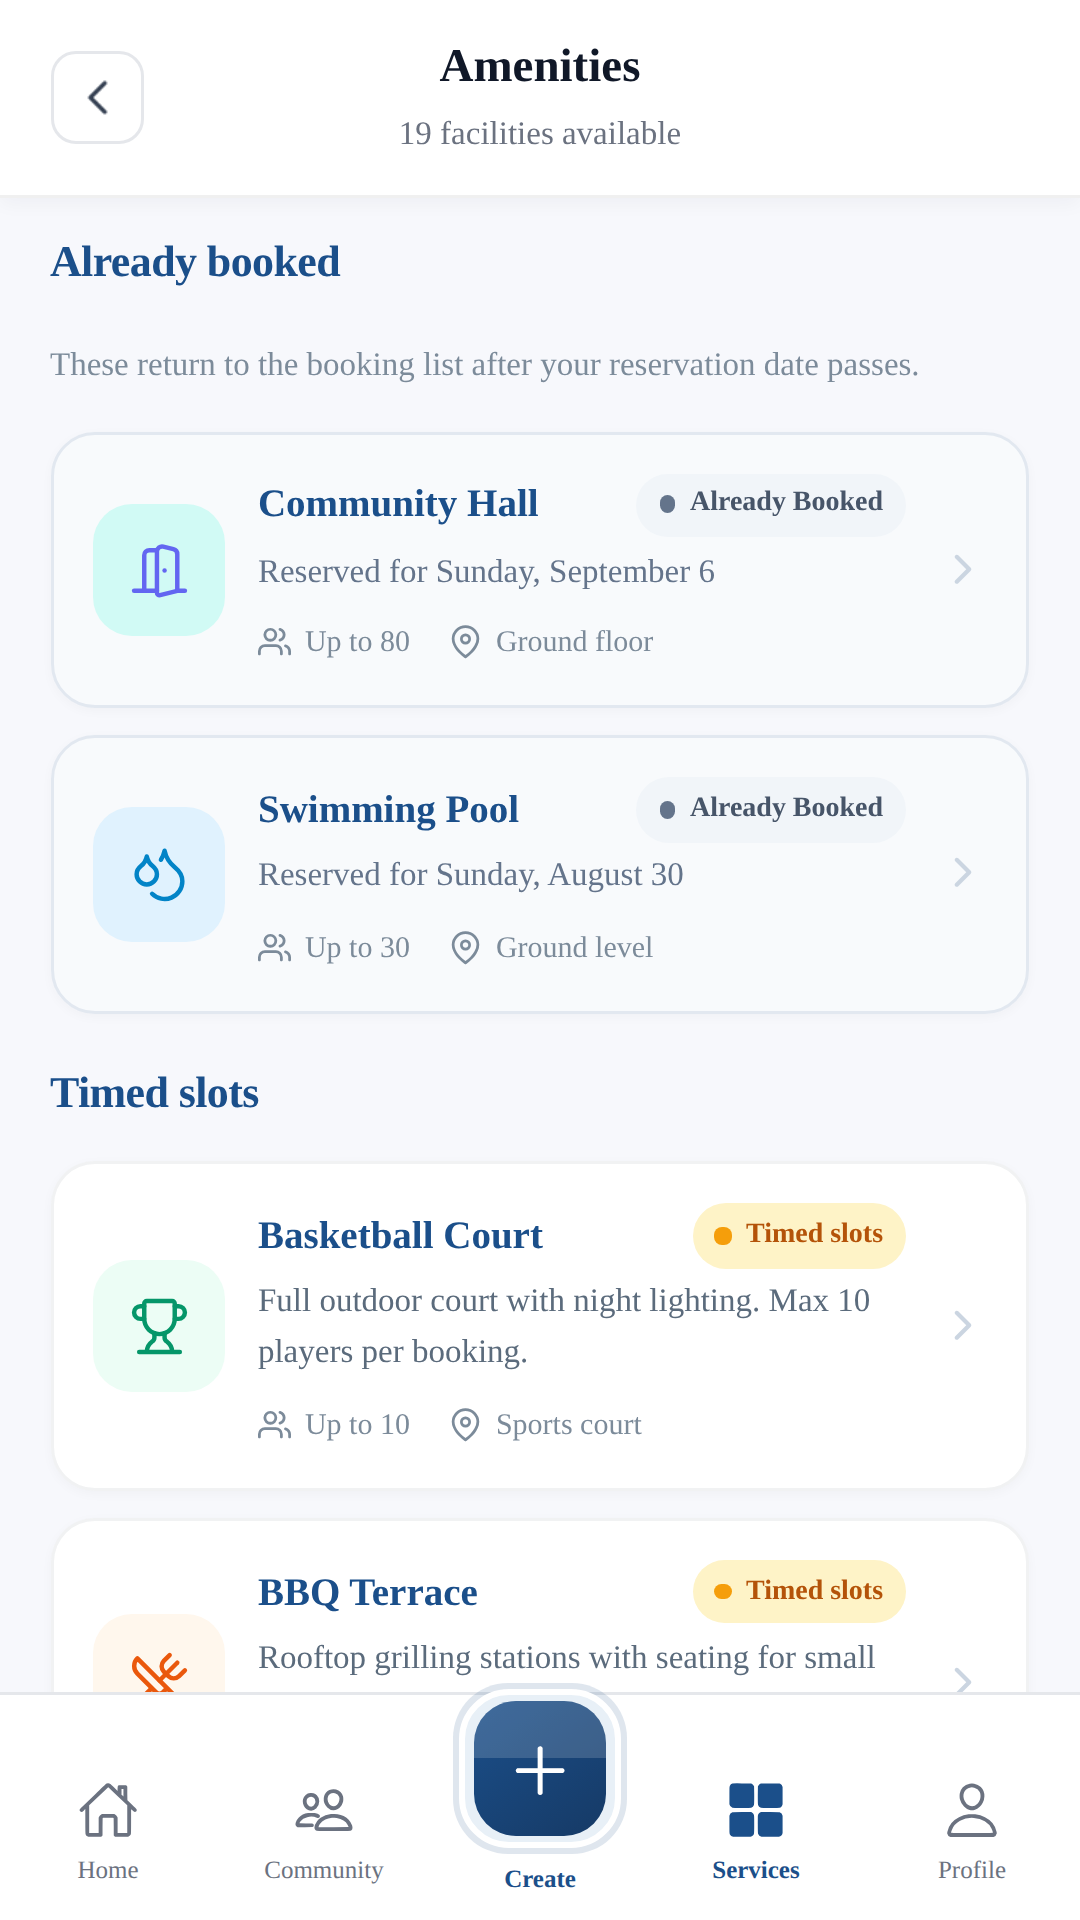 Amenities
19 facilities available
Already booked
These return to the booking list after your reservation date passes.
Community Hall
Already Booked
Reserved for Sunday, September 6
Up to 80
Ground floor
Swimming Pool
Already Booked
Reserved for Sunday, August 30
Up to 30
Ground level
Timed slots
Basketball Court
Timed slots
Full outdoor court with night lighting. Max 10
players per booking.
Up to 10
Sports court
BBQ Terrace
Timed slots
Rooftop grilling stations with seating for small
Home
Community
Create
Services
Profile